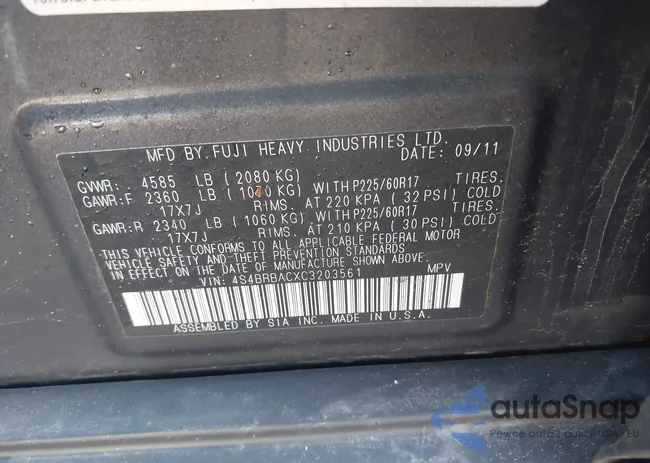 MFD BY FUJI HEAVY INDUSTRIES LTD.
DATE: 09/11
GVWR: 4585 LB (2080 KG)
GAWR:F 2360 LB (1070 KG) WITH P225/60R17 TIRES.
17X7J RIMS. AT 220 KPA (32 PSI) COLD
GAWR:R 2340 LB (1060 KG) WITH P225/60R17 TIRES.
17X7J RIMS. AT 210 KPA (30 PSI) COLD
THIS VEHICLE CONFORMS TO ALL APPLICABLE FEDERAL MOTOR
VEHICLE SAFETY AND THEFT PREVENTION STANDARDS
IN EFFECT ON THE DATE OF MANUFACTURE SHOWN ABOVE.
VIN: 4S4BRBACXC3203561 MPV
ASSEMBLED BY SIA INC. MADE IN U.S.A.
autaSnap
Pewne auto